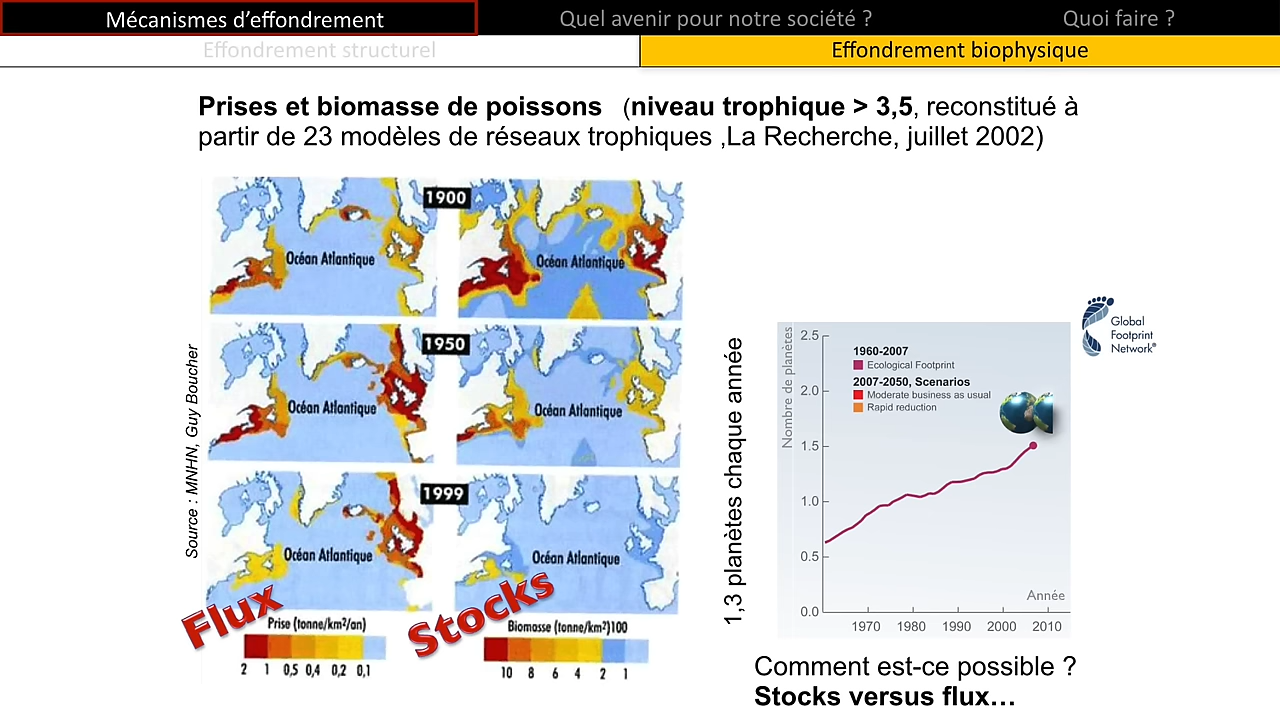 Mécanismes d’effondrement
Quel avenir pour notre société ?
Quoi faire ?
Effondrement structurel
Effondrement biophysique
Prises et biomasse de poissons (niveau trophique > 3,5, reconstitué à
partir de 23 modèles de réseaux trophiques ,La Recherche, juillet 2002)
Source : MNHN, Guy Boucher
1900
Océan Atlantique
Océan Atlantique
1950
Océan Atlantique
Océan Atlantique
1999
Océan Atlantique
Océan Atlantique
Flux
Stocks
Prise (tonne/km²/an)
2 1 0,5 0,4 0,2 0,1
Biomasse (tonne/km²)100
10 8 6 4 2 1
1,3 planètes chaque année
Nombre de planètes
2.5
2.0
1.5
1.0
0.5
0.0
1960-2007
Ecological Footprint
2007-2050, Scenarios
Moderate business as usual
Rapid reduction
Année
1970 1980 1990 2000 2010
Global
Footprint
Network®
Comment est-ce possible ?
Stocks versus flux…